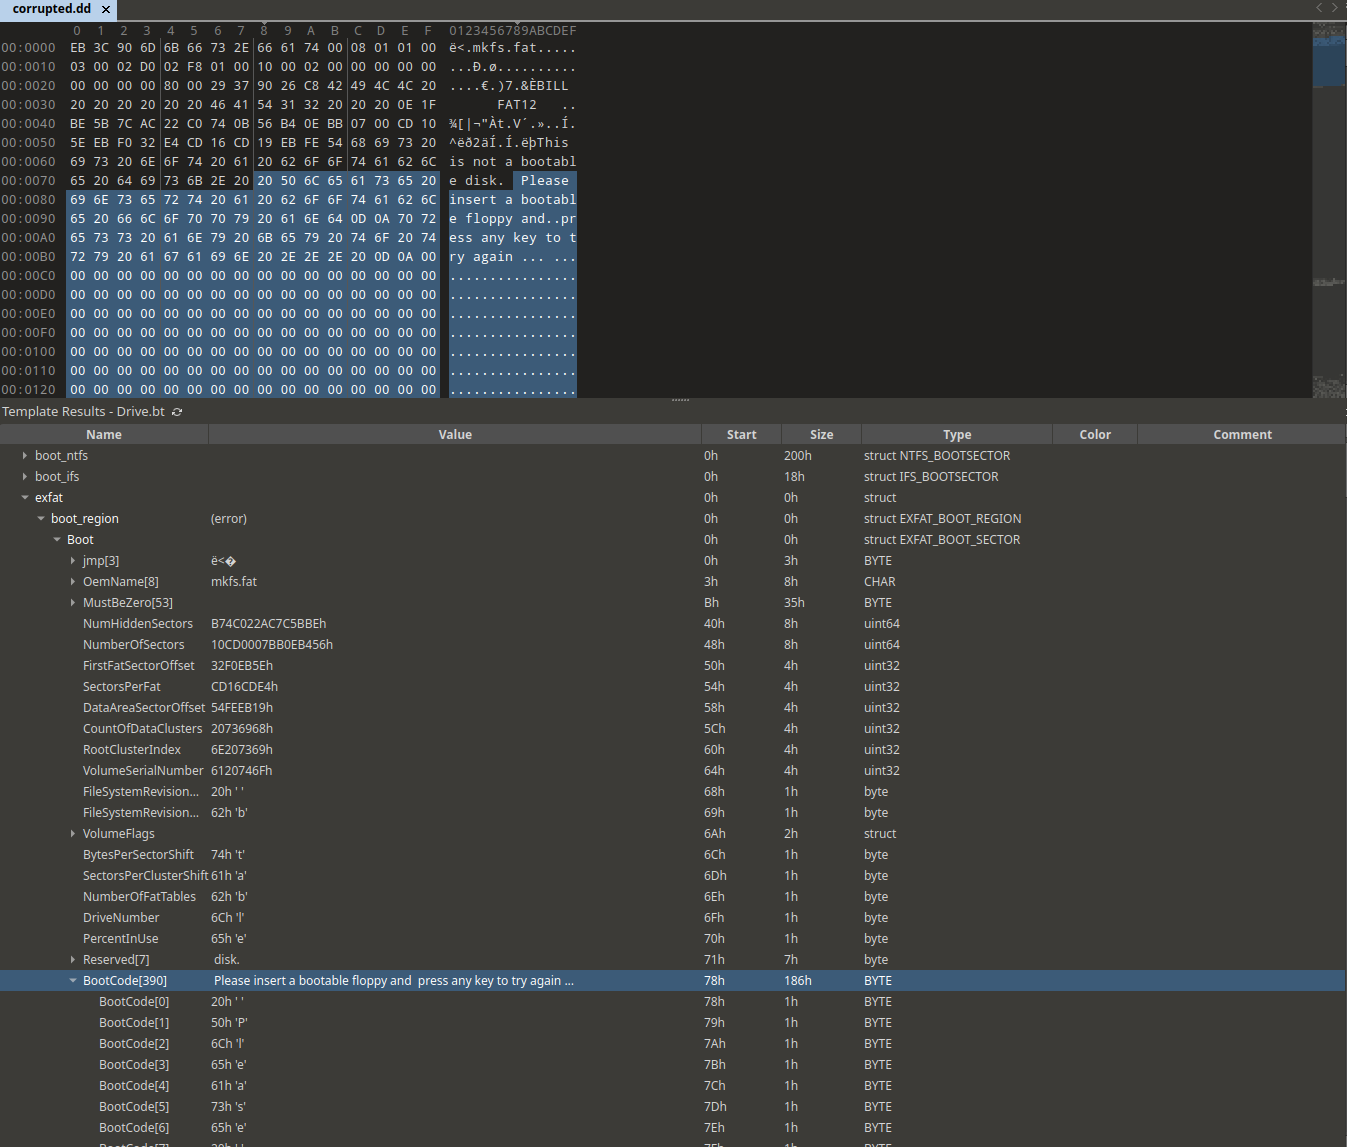 corrupted.dd ×
0 1 2 3 4 5 6 7 8 9 A B C D E F 0123456789ABCDEF
00:0000 EB 3C 90 6D 6B 66 73 2E 66 61 74 00 08 01 01 00 ë<.mkfs.fat.....
00:0010 03 00 02 D0 02 F8 01 00 10 00 02 00 00 00 00 00 ...Ð.ø..........
00:0020 00 00 00 00 80 00 29 37 90 26 C8 42 49 4C 4C 20 ....€.)7.&ÈBILL
00:0030 20 20 20 20 20 20 46 41 54 31 32 20 20 20 0E 1F FAT12 ..
00:0040 BE 5B 7C AC 22 C0 74 0B 56 B4 0E BB 07 00 CD 10 ¾[|¬"Àt.V´.»..Í.
00:0050 5E EB F0 32 E4 CD 16 CD 19 EB FE 54 68 69 73 20 ^ëð2äÍ.Í.ëþThis
00:0060 69 73 20 6E 6F 74 20 61 20 62 6F 6F 74 61 62 6C is not a bootabl
00:0070 65 20 64 69 73 6B 2E 20 20 50 6C 65 61 73 65 20 e disk.  Please
00:0080 69 6E 73 65 72 74 20 61 20 62 6F 6F 74 61 62 6C insert a bootabl
00:0090 65 20 66 6C 6F 70 70 79 20 61 6E 64 0D 0A 70 72 e floppy and..pr
00:00A0 65 73 73 20 61 6E 79 20 6B 65 79 20 74 6F 20 74 ess any key to t
00:00B0 72 79 20 61 67 61 69 6E 20 2E 2E 2E 20 0D 0A 00 ry again ... ...
00:00C0 00 00 00 00 00 00 00 00 00 00 00 00 00 00 00 00 ................
00:00D0 00 00 00 00 00 00 00 00 00 00 00 00 00 00 00 00 ................
00:00E0 00 00 00 00 00 00 00 00 00 00 00 00 00 00 00 00 ................
00:00F0 00 00 00 00 00 00 00 00 00 00 00 00 00 00 00 00 ................
00:0100 00 00 00 00 00 00 00 00 00 00 00 00 00 00 00 00 ................
00:0110 00 00 00 00 00 00 00 00 00 00 00 00 00 00 00 00 ................
00:0120 00 00 00 00 00 00 00 00 00 00 00 00 00 00 00 00 ................
Template Results - Drive.bt
Name Value Start Size Type Color Comment
boot_ntfs 0h 200h struct NTFS_BOOTSECTOR
boot_ifs 0h 18h struct IFS_BOOTSECTOR
exfat 0h 0h struct
boot_region (error) 0h 0h struct EXFAT_BOOT_REGION
Boot 0h 0h struct EXFAT_BOOT_SECTOR
jmp[3] ë<� 0h 3h BYTE
OemName[8] mkfs.fat 3h 8h CHAR
MustBeZero[53] Bh 35h BYTE
NumHiddenSectors B74C022AC7C5BBEh 40h 8h uint64
NumberOfSectors 10CD0007BB0EB456h 48h 8h uint64
FirstFatSectorOffset 32F0EB5Eh 50h 4h uint32
SectorsPerFat CD16CDE4h 54h 4h uint32
DataAreaSectorOffset 54FEEB19h 58h 4h uint32
CountOfDataClusters 20736968h 5Ch 4h uint32
RootClusterIndex 6E207369h 60h 4h uint32
VolumeSerialNumber 6120746Fh 64h 4h uint32
FileSystemRevision... 20h ' ' 68h 1h byte
FileSystemRevision... 62h 'b' 69h 1h byte
VolumeFlags 6Ah 2h struct
BytesPerSectorShift 74h 't' 6Ch 1h byte
SectorsPerClusterShift 61h 'a' 6Dh 1h byte
NumberOfFatTables 62h 'b' 6Eh 1h byte
DriveNumber 6Ch 'l' 6Fh 1h byte
PercentInUse 65h 'e' 70h 1h byte
Reserved[7] disk. 71h 7h byte
BootCode[390] Please insert a bootable floppy and  press any key to try again ... 78h 186h BYTE
BootCode[0] 20h ' ' 78h 1h BYTE
BootCode[1] 50h 'P' 79h 1h BYTE
BootCode[2] 6Ch 'l' 7Ah 1h BYTE
BootCode[3] 65h 'e' 7Bh 1h BYTE
BootCode[4] 61h 'a' 7Ch 1h BYTE
BootCode[5] 73h 's' 7Dh 1h BYTE
BootCode[6] 65h 'e' 7Eh 1h BYTE